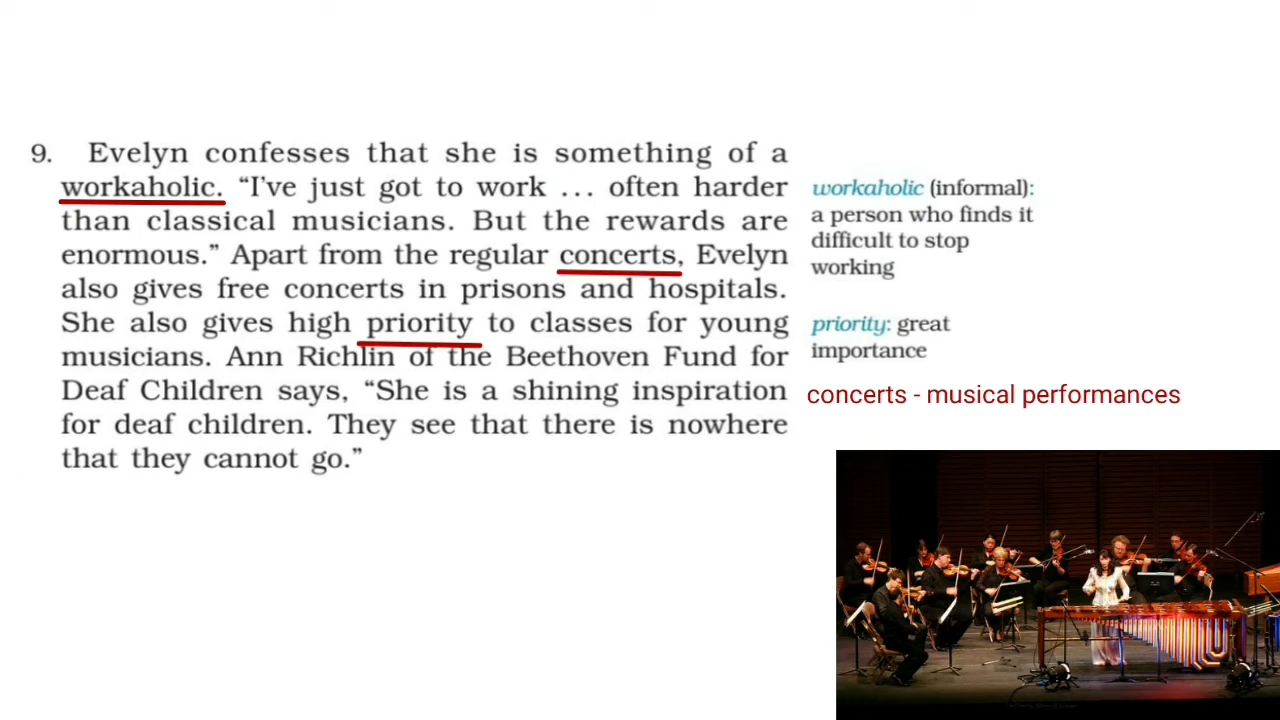 9. Evelyn confesses that she is something of a
workaholic. “I’ve just got to work ... often harder
than classical musicians. But the rewards are
enormous.” Apart from the regular concerts, Evelyn
also gives free concerts in prisons and hospitals.
She also gives high priority to classes for young
musicians. Ann Richlin of the Beethoven Fund for
Deaf Children says, “She is a shining inspiration
for deaf children. They see that there is nowhere
that they cannot go.”
workaholic (informal):
a person who finds it
difficult to stop
working
priority: great
importance
concerts - musical performances